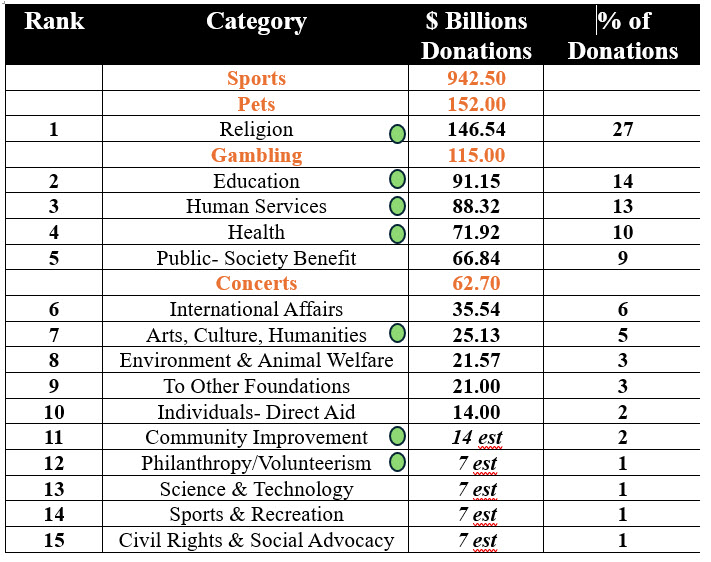 Rank Category $ Billions Donations % of Donations
Sports 942.50
Pets 152.00
1 Religion 146.54 27
Gambling 115.00
2 Education 91.15 14
3 Human Services 88.32 13
4 Health 71.92 10
5 Public- Society Benefit 66.84 9
Concerts 62.70
6 International Affairs 35.54 6
7 Arts, Culture, Humanities 25.13 5
8 Environment & Animal Welfare 21.57 3
9 To Other Foundations 21.00 3
10 Individuals- Direct Aid 14.00 2
11 Community Improvement 14 est 2
12 Philanthropy/Volunteerism 7 est 1
13 Science & Technology 7 est 1
14 Sports & Recreation 7 est 1
15 Civil Rights & Social Advocacy 7 est 1